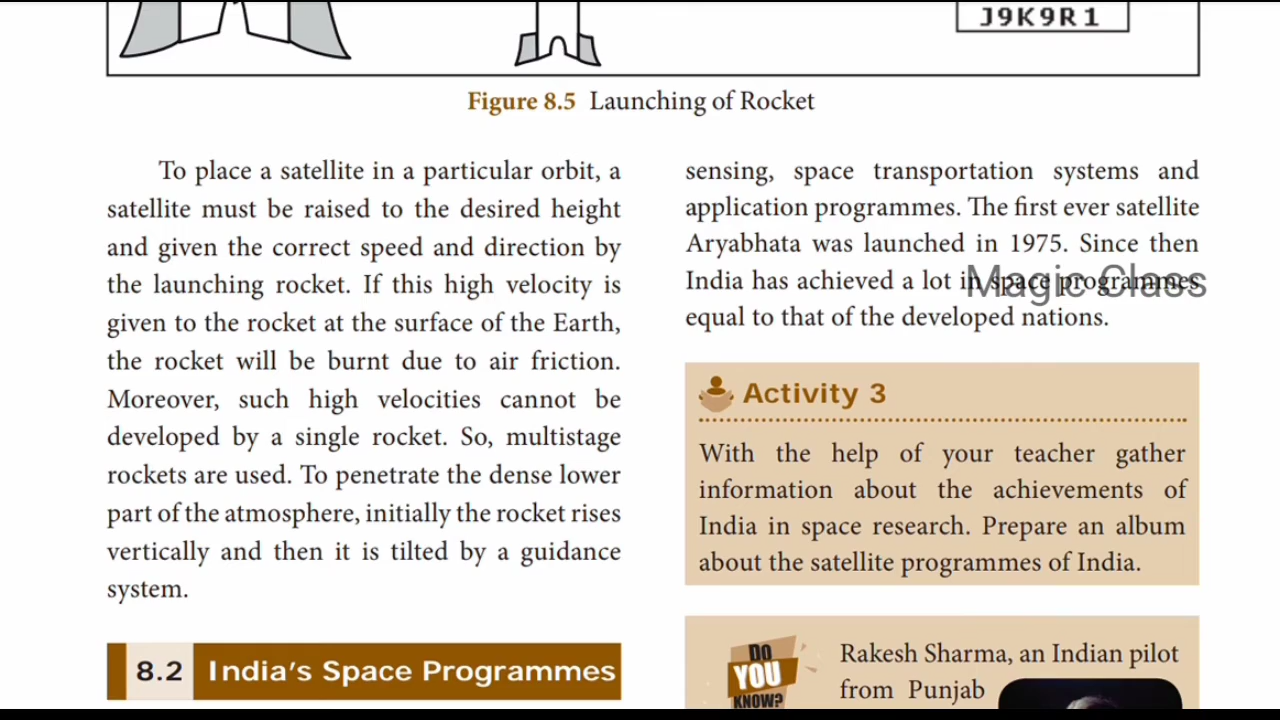 J9K9R1
Figure 8.5 Launching of Rocket
To place a satellite in a particular orbit, a
satellite must be raised to the desired height
and given the correct speed and direction by
the launching rocket. If this high velocity is
given to the rocket at the surface of the Earth,
the rocket will be burnt due to air friction.
Moreover, such high velocities cannot be
developed by a single rocket. So, multistage
rockets are used. To penetrate the dense lower
part of the atmosphere, initially the rocket rises
vertically and then it is tilted by a guidance
system.
8.2 India's Space Programmes
sensing, space transportation systems and
application programmes. The first ever satellite
Aryabhata was launched in 1975. Since then
India has achieved a lot in space programmes
equal to that of the developed nations.
Magic Class
Activity 3
With the help of your teacher gather
information about the achievements of
India in space research. Prepare an album
about the satellite programmes of India.
DO
YOU
KNOW?
Rakesh Sharma, an Indian pilot
from Punjab